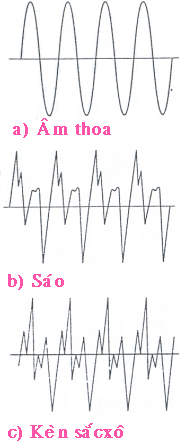 a) Âm thoa
b) Sáo
c) Kèn sắcxô